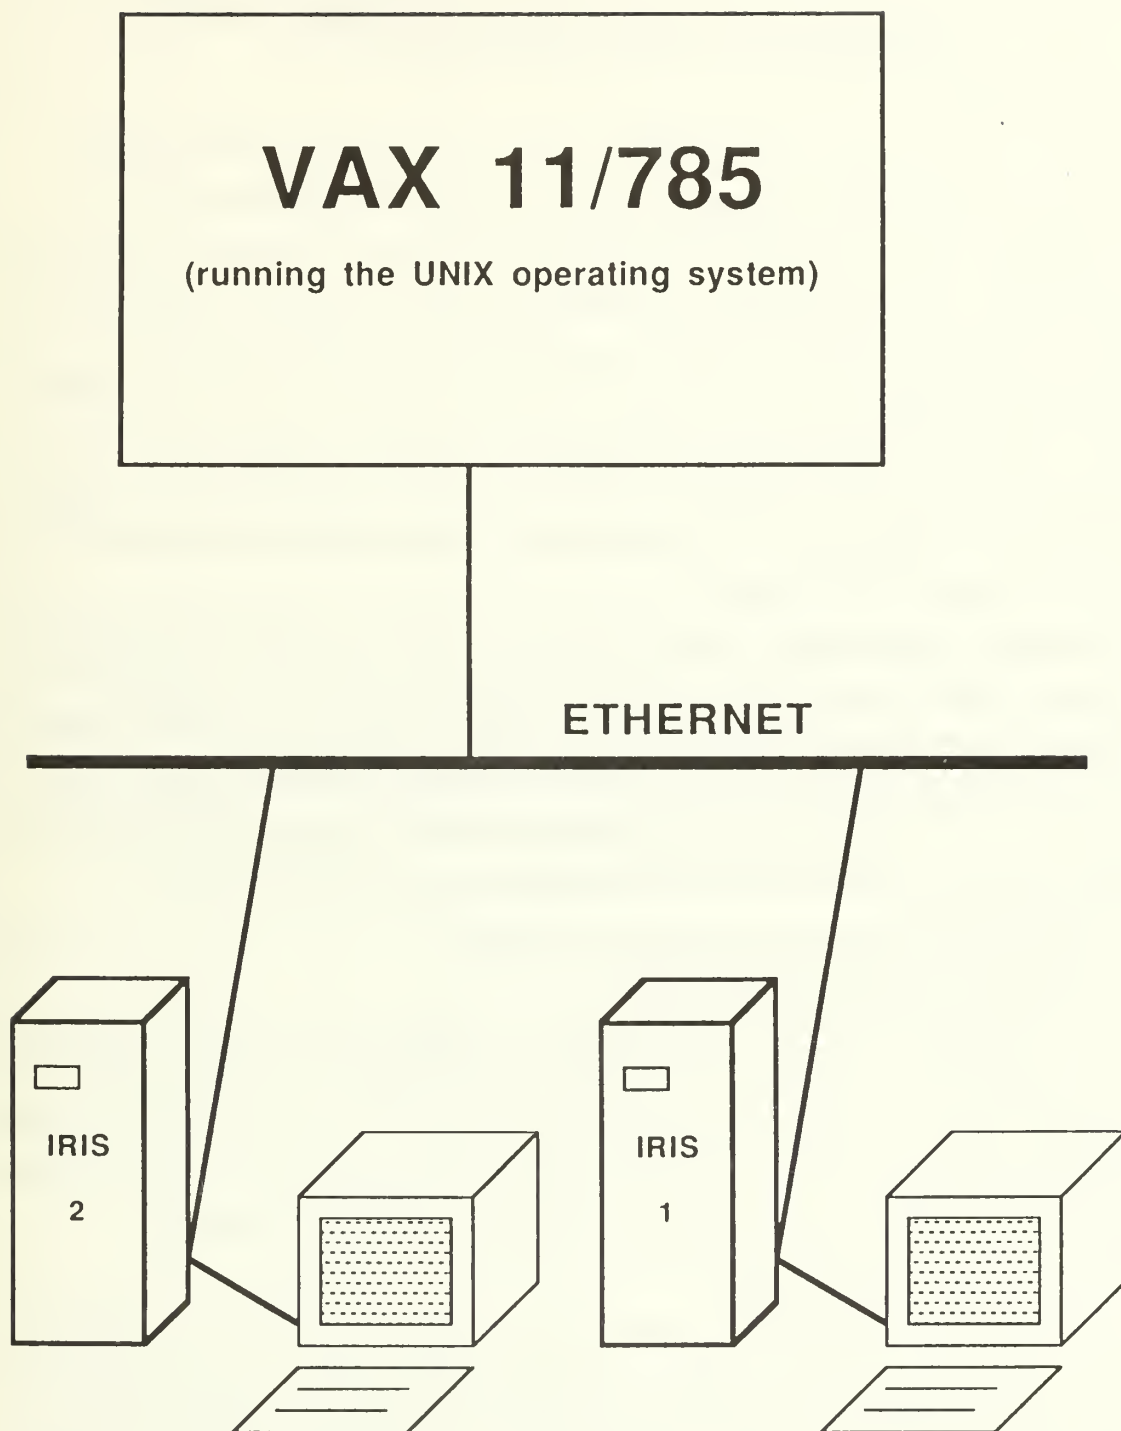 VAX 11/785
(running the UNIX operating system)
ETHERNET
IRIS
2
IRIS
1